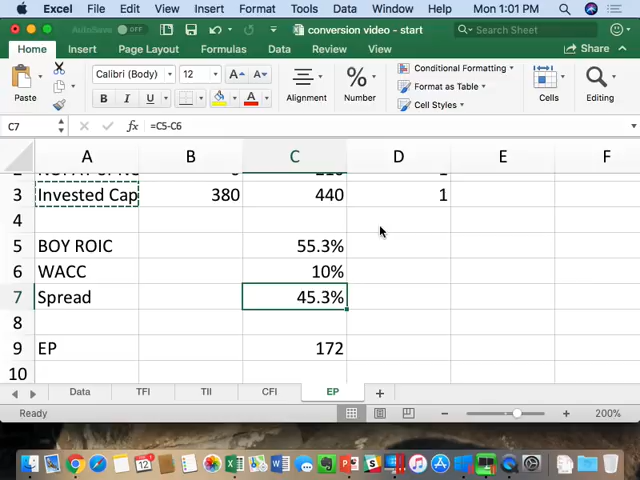 Excel File Edit View Insert Format Tools Data Window Help Mon 1:01 PM
AutoSave OFF conversion video - start Search Sheet
Home Insert Page Layout Formulas Data Review View Share
Calibri (Body) 12 A A Conditional Formatting
Format as Table
Paste B I U A Alignment Number Cell Styles Cells Editing
C7 fx =C5-C6
A B C D E F
3 Invested Cap 380 440 1
4
5 BOY ROIC 55.3%
6 WACC 10%
7 Spread 45.3%
8
9 EP 172
10
Data TFI TII CFI EP
Ready 200%